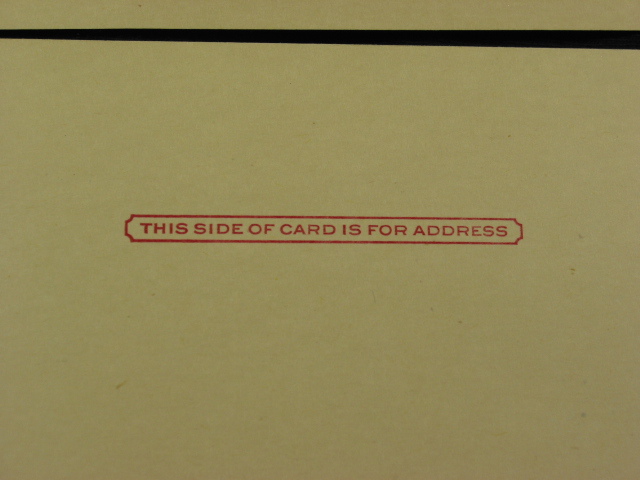 THIS SIDE OF CARD IS FOR ADDRESS